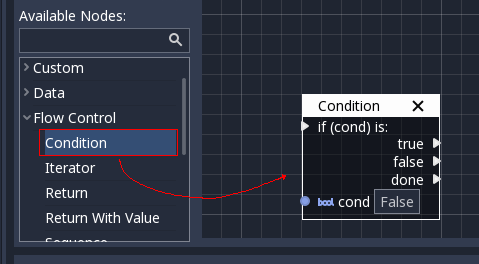 Available Nodes:
Custom
Data
Flow Control
Condition
Iterator
Return
Return With Value
Sequence
Condition
if (cond) is:
true
false
done
bool cond False